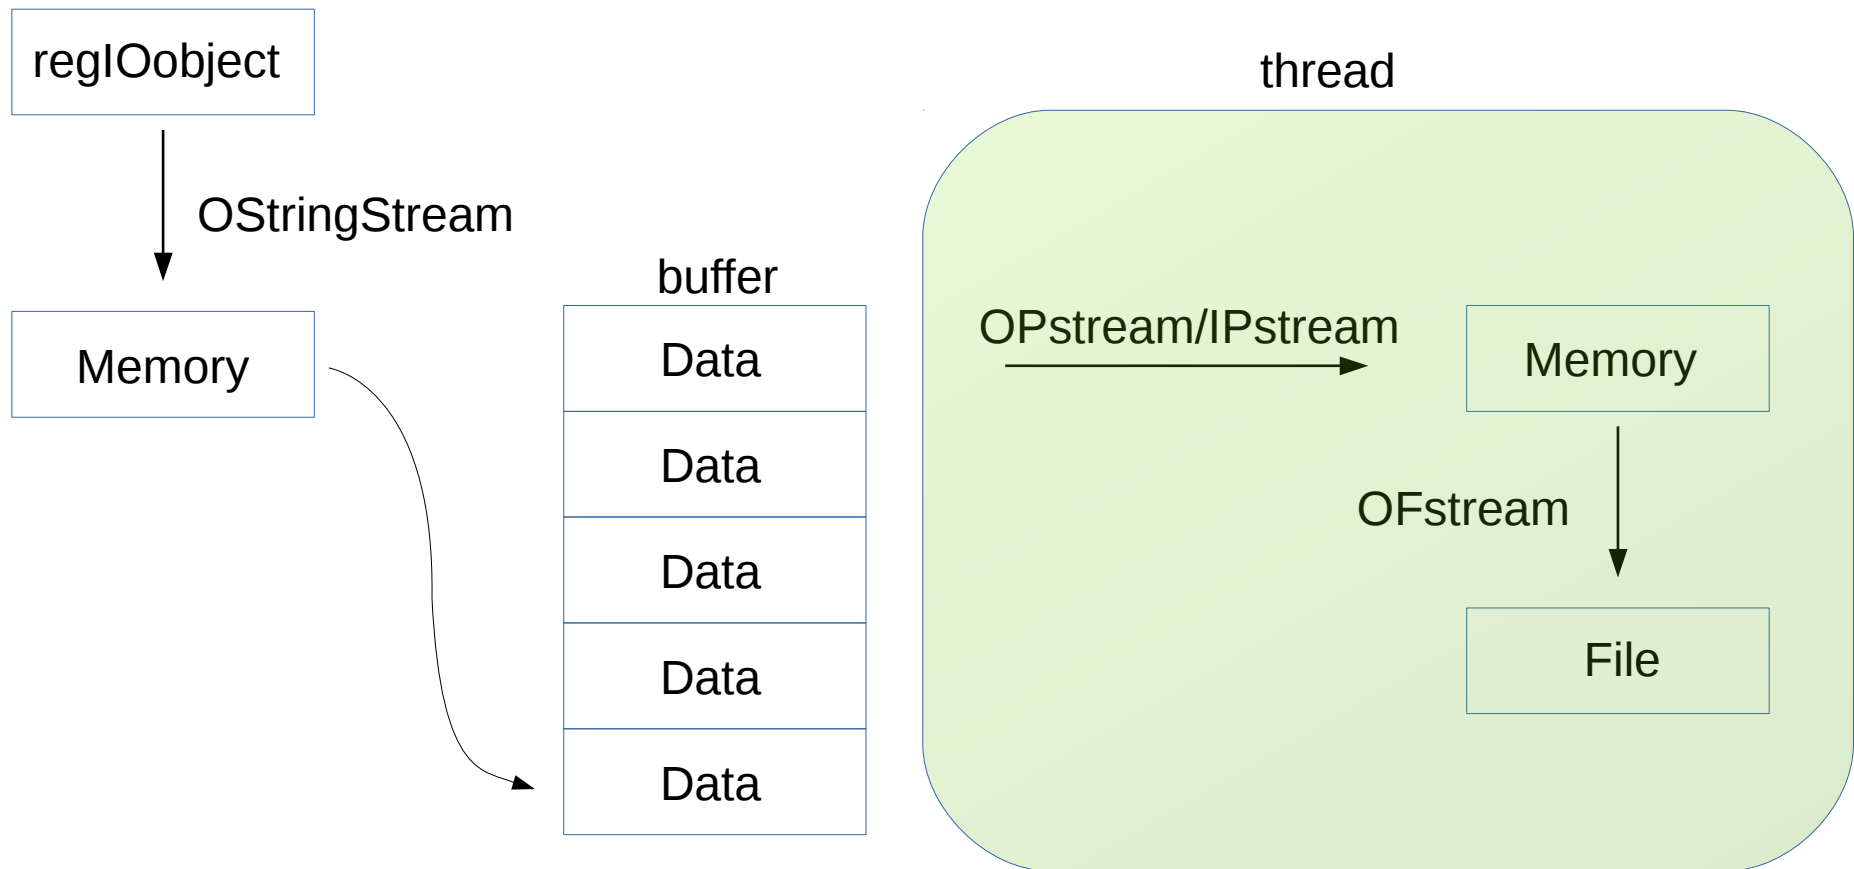 regIOobject
OStringStream
Memory
buffer
Data
Data
Data
Data
Data
thread
OPstream/IPstream
Memory
OFstream
File